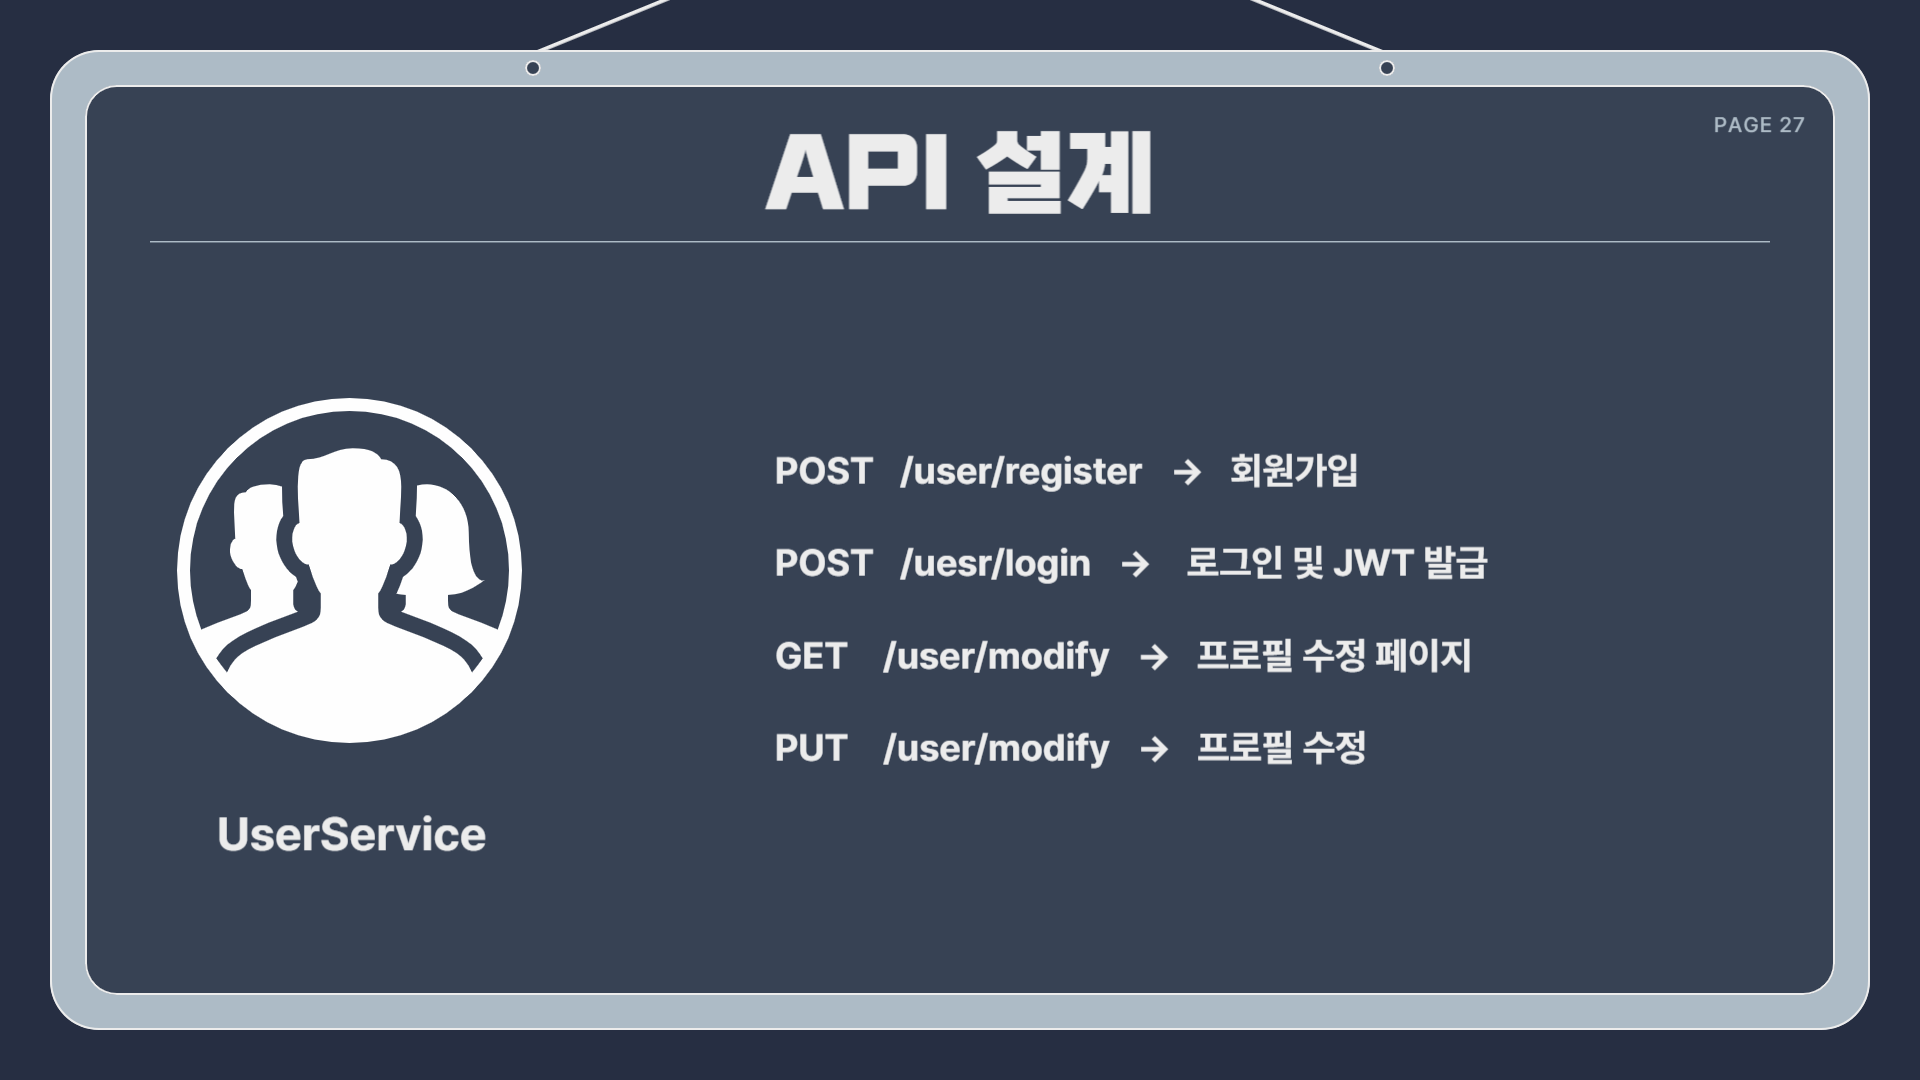 PAGE 27
API 설계
POST /user/register → 회원가입
POST /uesr/login → 로그인 및 JWT 발급
GET /user/modify → 프로필 수정 페이지
PUT /user/modify → 프로필 수정
UserService